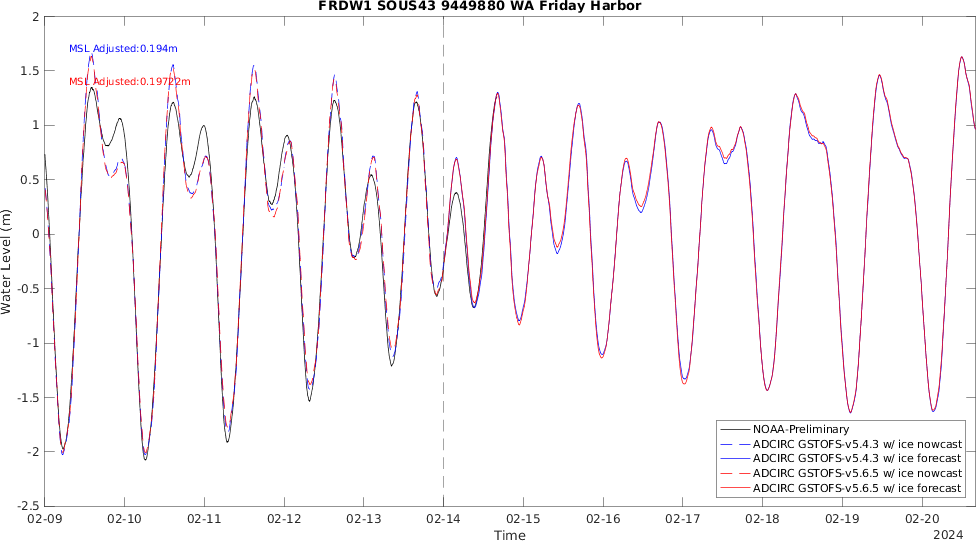 FRDW1 SOUS43 9449880 WA Friday Harbor
2
MSL Adjusted:0.194m
1.5
MSL Adjusted:0.19722m
1
0.5
0
-0.5
-1
-1.5
-2
-2.5
Water Level (m)
NOAA-Preliminary
ADCIRC GSTOFS-v5.4.3 w/ ice nowcast
ADCIRC GSTOFS-v5.4.3 w/ ice forecast
ADCIRC GSTOFS-v5.6.5 w/ ice nowcast
ADCIRC GSTOFS-v5.6.5 w/ ice forecast
02-09 02-10 02-11 02-12 02-13 02-14 02-15 02-16 02-17 02-18 02-19 02-20
Time
2024